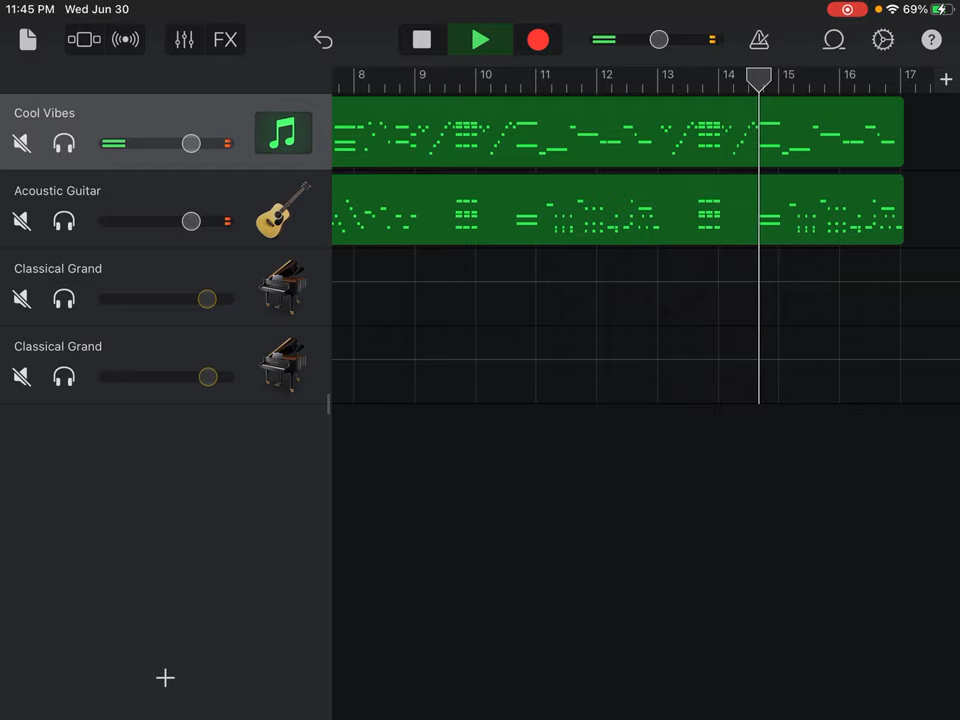 11:45 PM Wed Jun 30
69%
FX
?
8 9 10 11 12 13 14 15 16 17
Cool Vibes
Acoustic Guitar
Classical Grand
Classical Grand